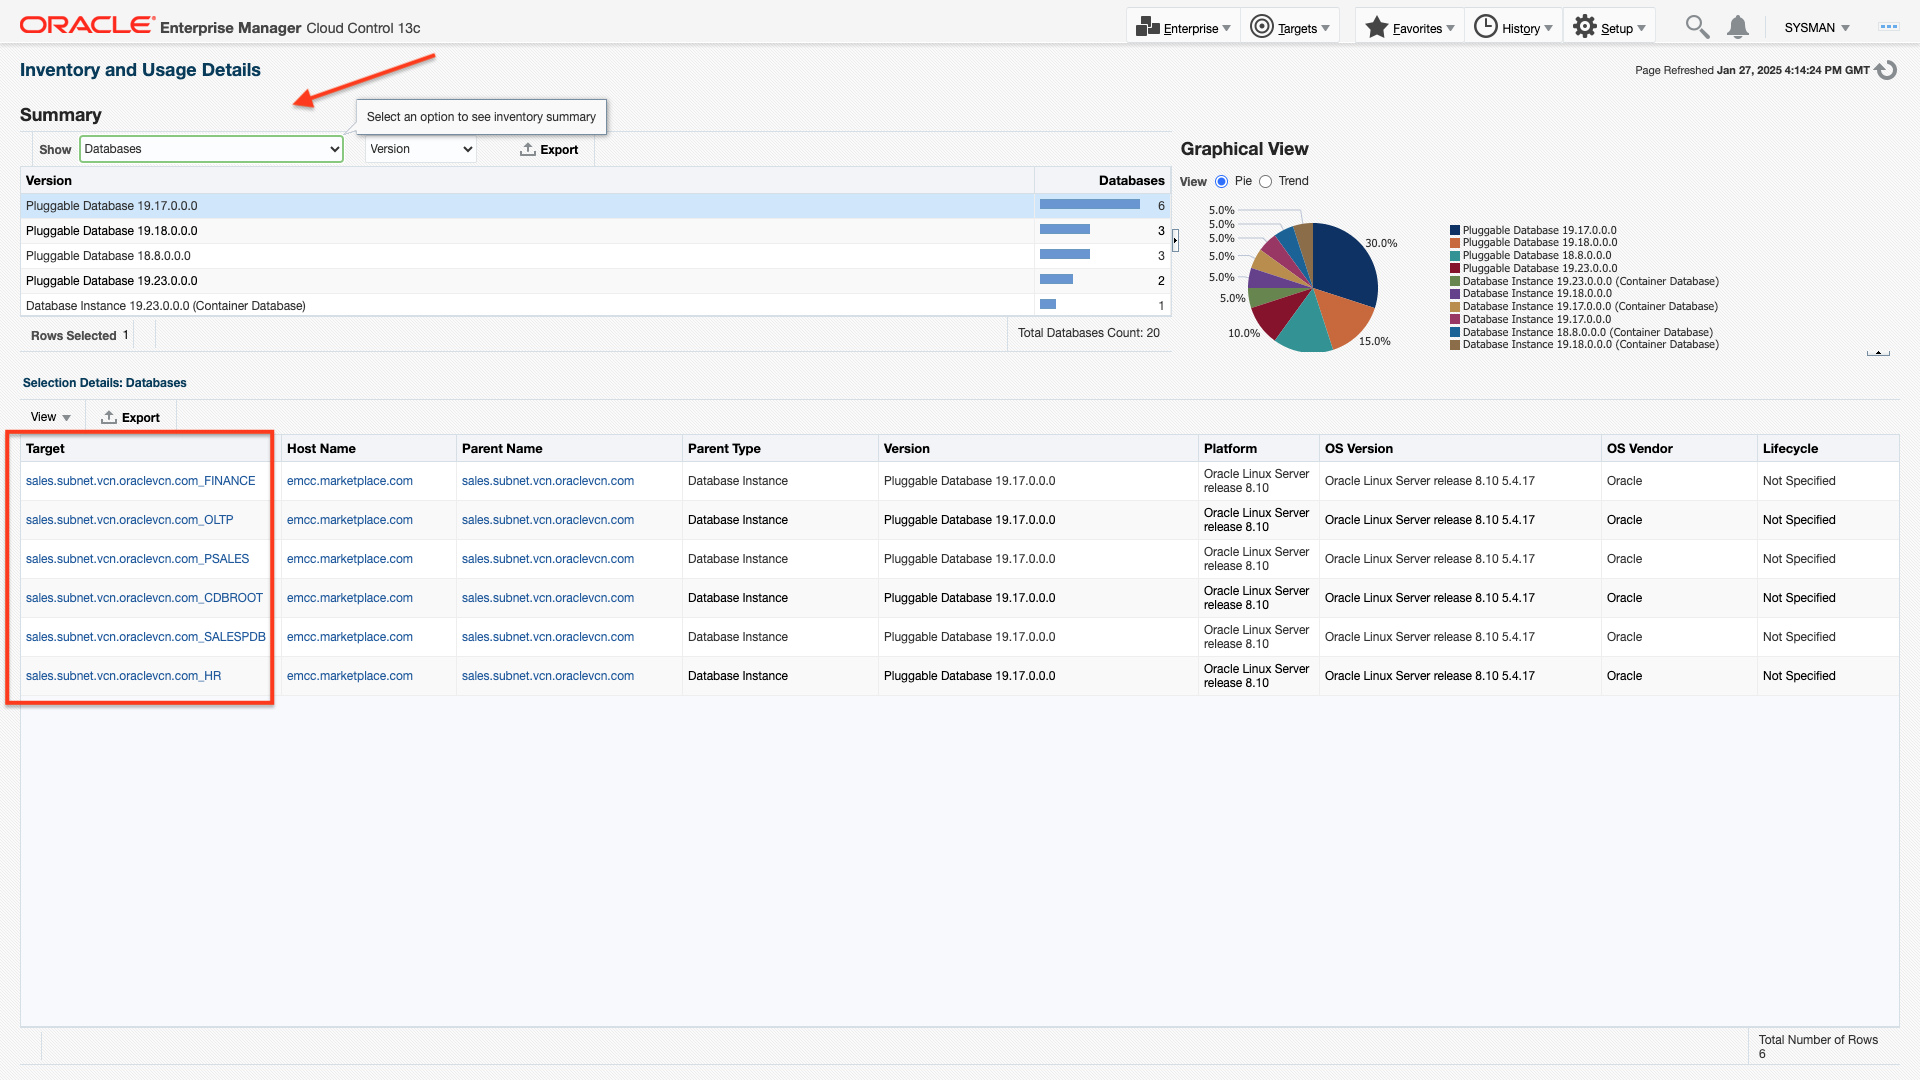 ORACLE Enterprise Manager Cloud Control 13c
Enterprise
Targets
Favorites
History
Setup
SYSMAN
Inventory and Usage Details
Page Refreshed Jan 27, 2025 4:14:24 PM GMT
Summary
Select an option to see inventory summary
Show Databases Version Export
Version Databases
Pluggable Database 19.17.0.0.0 6
Pluggable Database 19.18.0.0.0 3
Pluggable Database 18.8.0.0.0 3
Pluggable Database 19.23.0.0.0 2
Database Instance 19.23.0.0.0 (Container Database) 1
Rows Selected 1
Total Databases Count: 20
Graphical View
View Pie Trend
5.0%
5.0%
5.0%
5.0%
5.0%
5.0%
10.0%
30.0%
15.0%
Pluggable Database 19.17.0.0.0
Pluggable Database 19.18.0.0.0
Pluggable Database 18.8.0.0.0
Pluggable Database 19.23.0.0.0
Database Instance 19.23.0.0.0 (Container Database)
Database Instance 19.18.0.0.0
Database Instance 19.17.0.0.0 (Container Database)
Database Instance 19.17.0.0.0
Database Instance 18.8.0.0.0 (Container Database)
Database Instance 19.18.0.0.0 (Container Database)
Selection Details: Databases
View Export
Target Host Name Parent Name Parent Type Version Platform OS Version OS Vendor Lifecycle
sales.subnet.vcn.oraclevcn.com_FINANCE emcc.marketplace.com sales.subnet.vcn.oraclevcn.com Database Instance Pluggable Database 19.17.0.0.0 Oracle Linux Server release 8.10 Oracle Linux Server release 8.10 5.4.17 Oracle Not Specified
sales.subnet.vcn.oraclevcn.com_OLTP emcc.marketplace.com sales.subnet.vcn.oraclevcn.com Database Instance Pluggable Database 19.17.0.0.0 Oracle Linux Server release 8.10 Oracle Linux Server release 8.10 5.4.17 Oracle Not Specified
sales.subnet.vcn.oraclevcn.com_PSALES emcc.marketplace.com sales.subnet.vcn.oraclevcn.com Database Instance Pluggable Database 19.17.0.0.0 Oracle Linux Server release 8.10 Oracle Linux Server release 8.10 5.4.17 Oracle Not Specified
sales.subnet.vcn.oraclevcn.com_CDBROOT emcc.marketplace.com sales.subnet.vcn.oraclevcn.com Database Instance Pluggable Database 19.17.0.0.0 Oracle Linux Server release 8.10 Oracle Linux Server release 8.10 5.4.17 Oracle Not Specified
sales.subnet.vcn.oraclevcn.com_SALESPDB emcc.marketplace.com sales.subnet.vcn.oraclevcn.com Database Instance Pluggable Database 19.17.0.0.0 Oracle Linux Server release 8.10 Oracle Linux Server release 8.10 5.4.17 Oracle Not Specified
sales.subnet.vcn.oraclevcn.com_HR emcc.marketplace.com sales.subnet.vcn.oraclevcn.com Database Instance Pluggable Database 19.17.0.0.0 Oracle Linux Server release 8.10 Oracle Linux Server release 8.10 5.4.17 Oracle Not Specified
Total Number of Rows
6